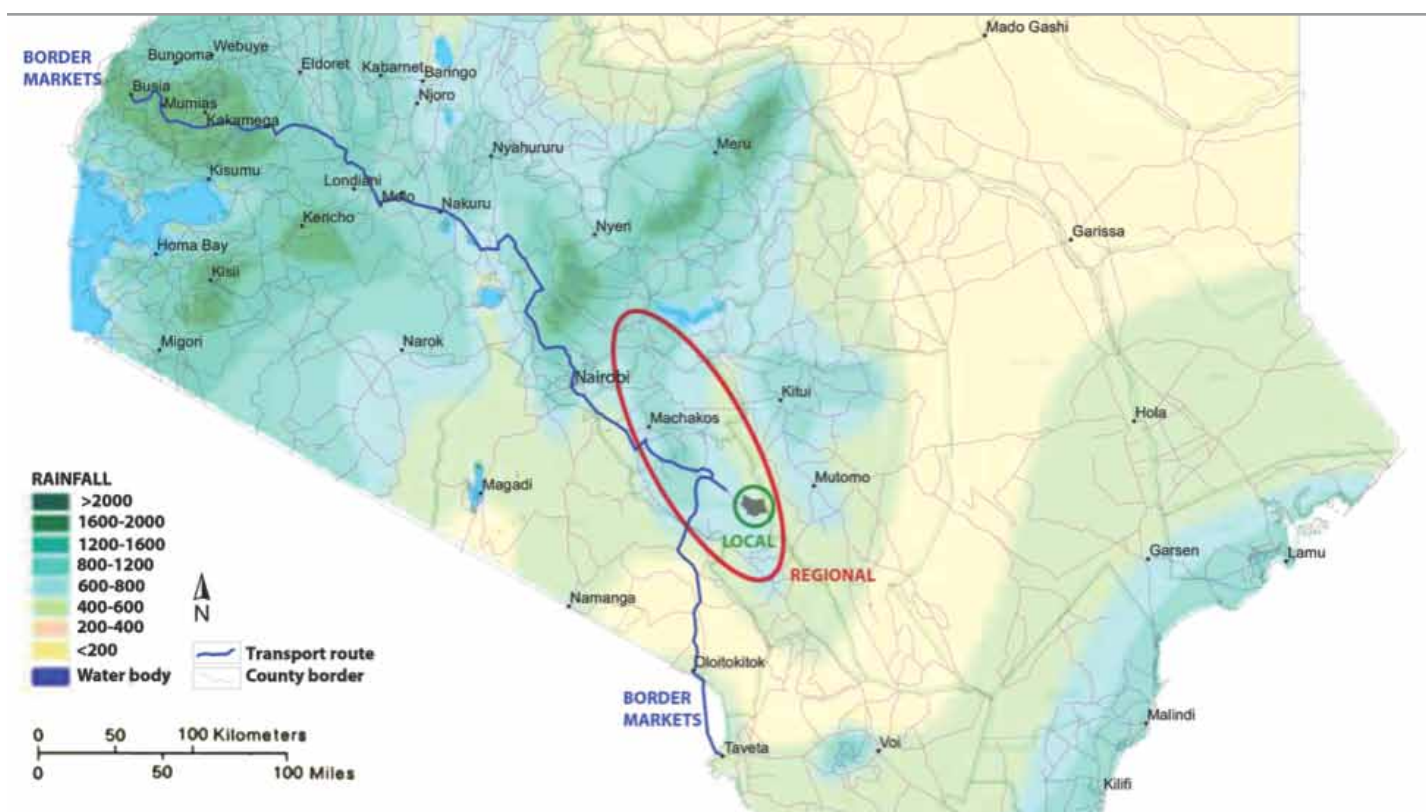 BORDER
MARKETS
Bungoma
Webuye
Eldoret
Kabarnet
Baringo
Mado Gashi
Busia
Mumias
Njoro
Kakamega
Nyahururu
Meru
Kisumu
Londiani
Molo
Nakuru
Kericho
Nyeri
Garissa
Homa Bay
Kisii
Migori
Narok
Nairobi
Kitui
Machakos
Hola
RAINFALL
>2000
1600-2000
1200-1600
800-1200
600-800
400-600
200-400
<200
Water body
N
Transport route
County border
Magadi
Mutomo
LOCAL
REGIONAL
Garsen
Lamu
Namanga
Oloitokitok
BORDER
MARKETS
Malindi
Voi
Taveta
Kilifi
0 50 100 Kilometers
0 50 100 Miles